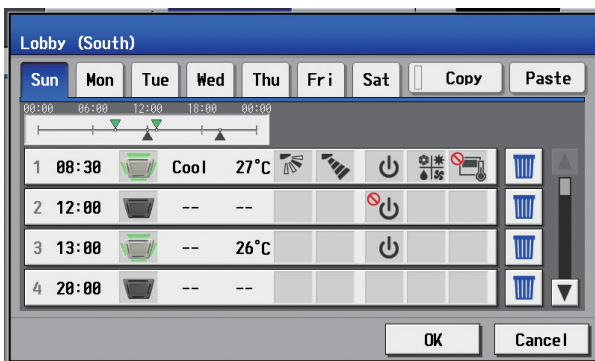 Lobby (South)
Sun Mon Tue Wed Thu Fri Sat Copy Paste
00:00 06:00 12:00 18:00 00:00
1 08:30 Cool 27°C
2 12:00 -- --
3 13:00 -- 26°C
4 20:00 -- --
OK Cancel